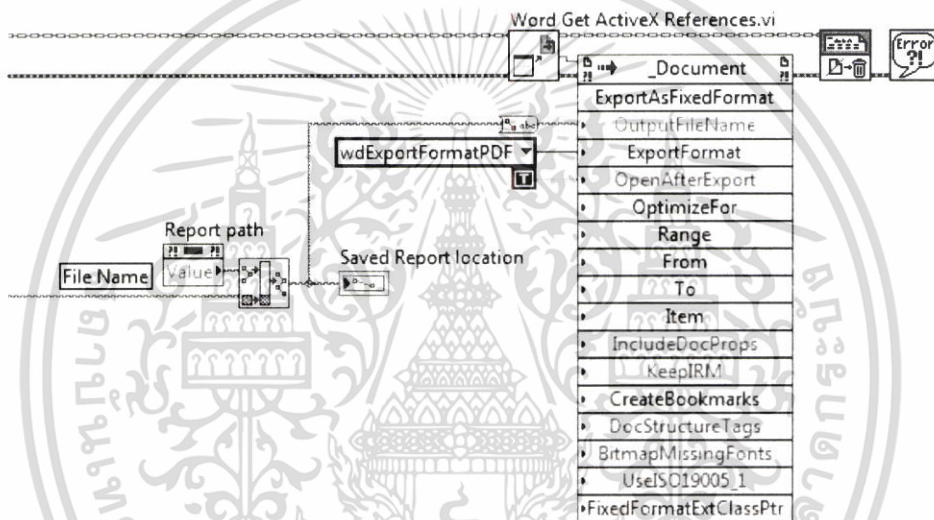 Word Get ActiveX References.vi
Error
?!
_Document
ExportAsFixedFormat
OutputFileName
wdExportFormatPDF
ExportFormat
T
OpenAfterExport
OptimizeFor
Report path
Range
Saved Report location
From
File Name
Value
To
Item
IncludeDocProps
KeepIRM
CreateBookmarks
DocStructureTags
BitmapMissingFonts
UseISO19005_1
FixedFormatExtClassPtr